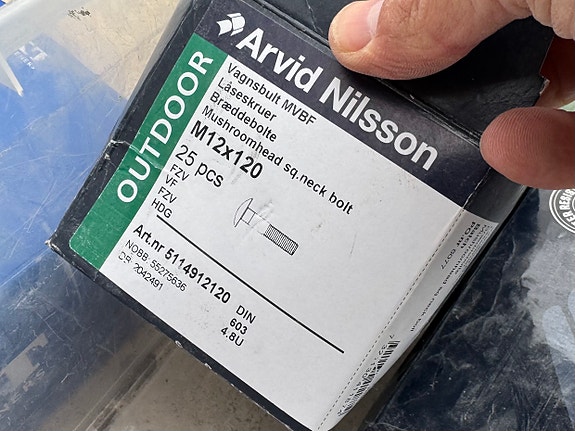 Arvid Nilsson
OUTDOOR
Vagnsbult MVBF
Låseskruer
Bræddebolte
Mushroomhead sq.neck bolt
M12x120
25 pcs
FZV
VF
FZV
HDG
Art.nr 5114912120
NOBB 55275636
DB 2042491
DIN
603
4.8U